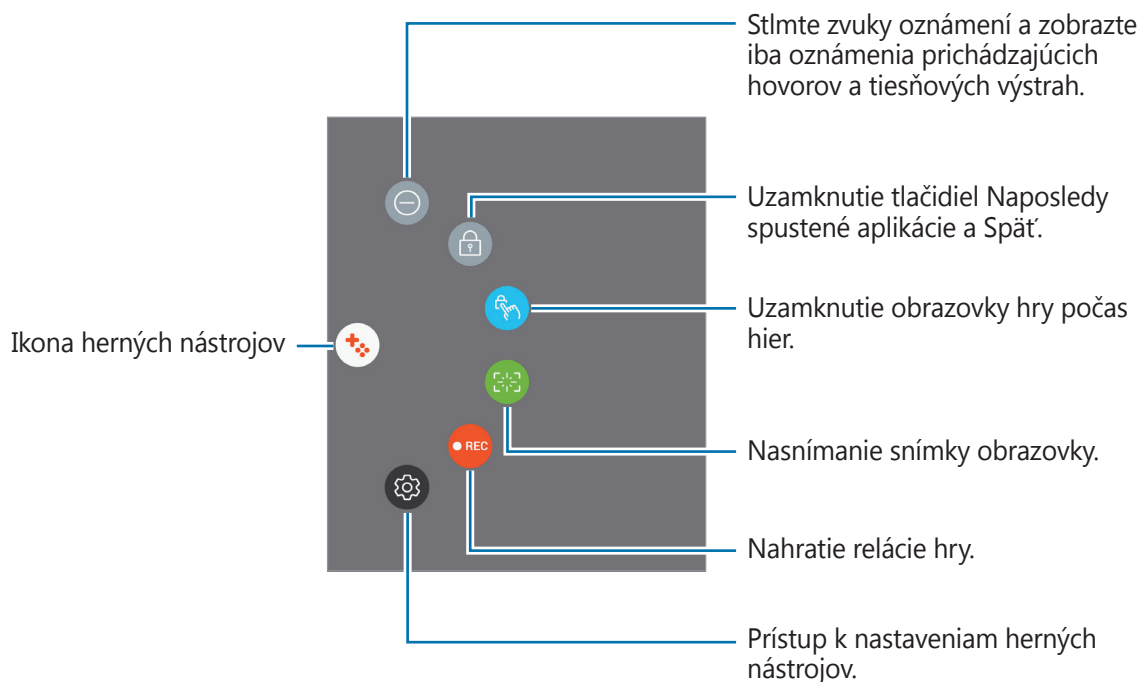 Stlmte zvuky oznámení a zobrazte
iba oznámenia prichádzajúcich
hovorov a tiesňových výstrah.
Uzamknutie tlačidiel Naposledy
spustené aplikácie a Späť.
Uzamknutie obrazovky hry počas
hier.
Ikona herných nástrojov
Nasnímanie snímky obrazovky.
REC
Nahratie relácie hry.
Prístup k nastaveniam herných
nástrojov.